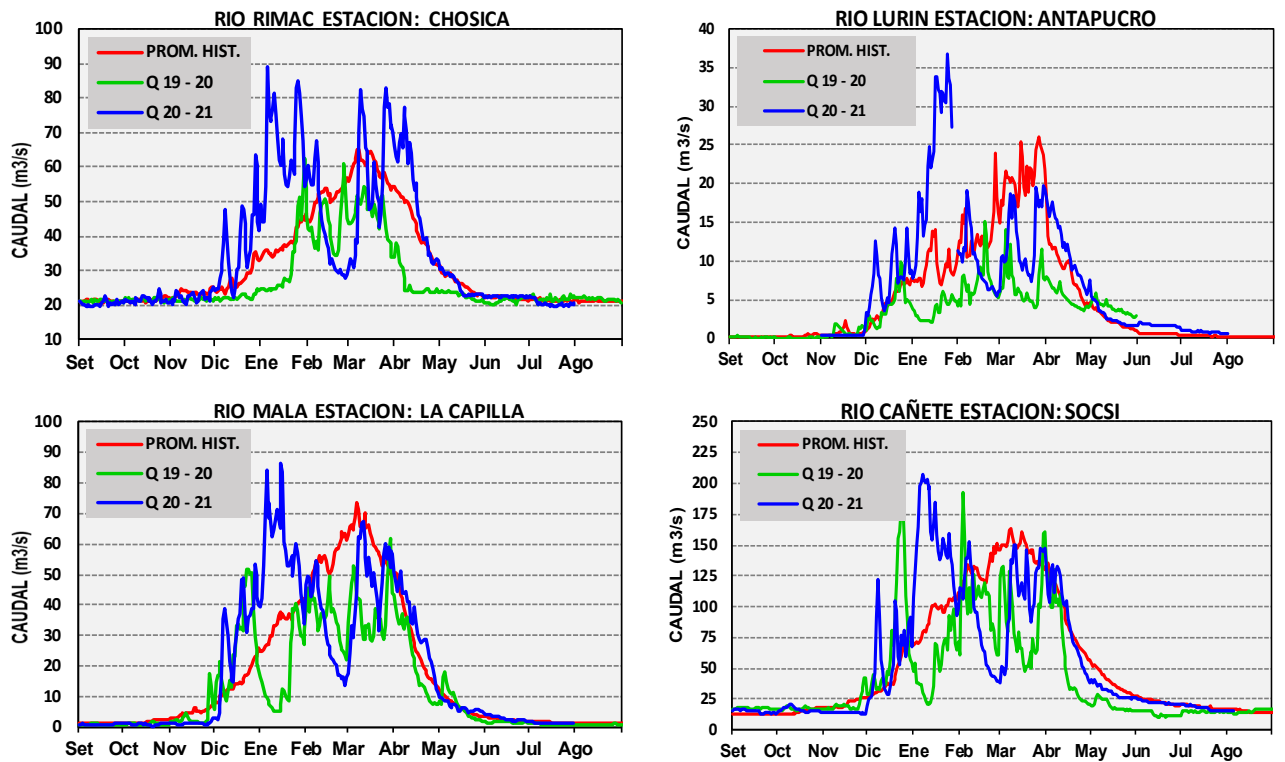 RIO RIMAC ESTACION: CHOSICA
CAUDAL (m3/s)
100
90
80
70
60
50
40
30
20
10
PROM. HIST.
Q 19 - 20
Q 20 - 21
Set Oct Nov Dic Ene Feb Mar Abr May Jun Jul Ago
RIO LURIN ESTACION: ANTAPUCRO
CAUDAL (m3/s)
40
35
30
25
20
15
10
5
0
PROM. HIST.
Q 19 - 20
Q 20 - 21
Set Oct Nov Dic Ene Feb Mar Abr May Jun Jul Ago
RIO MALA ESTACION: LA CAPILLA
CAUDAL (m3/s)
100
90
80
70
60
50
40
30
20
10
0
PROM. HIST.
Q 19 - 20
Q 20 - 21
Set Oct Nov Dic Ene Feb Mar Abr May Jun Jul Ago
RIO CAÑETE ESTACION: SOCSI
CAUDAL (m3/s)
250
225
200
175
150
125
100
75
50
25
0
PROM. HIST.
Q 19 - 20
Q 20 - 21
Set Oct Nov Dic Ene Feb Mar Abr May Jun Jul Ago